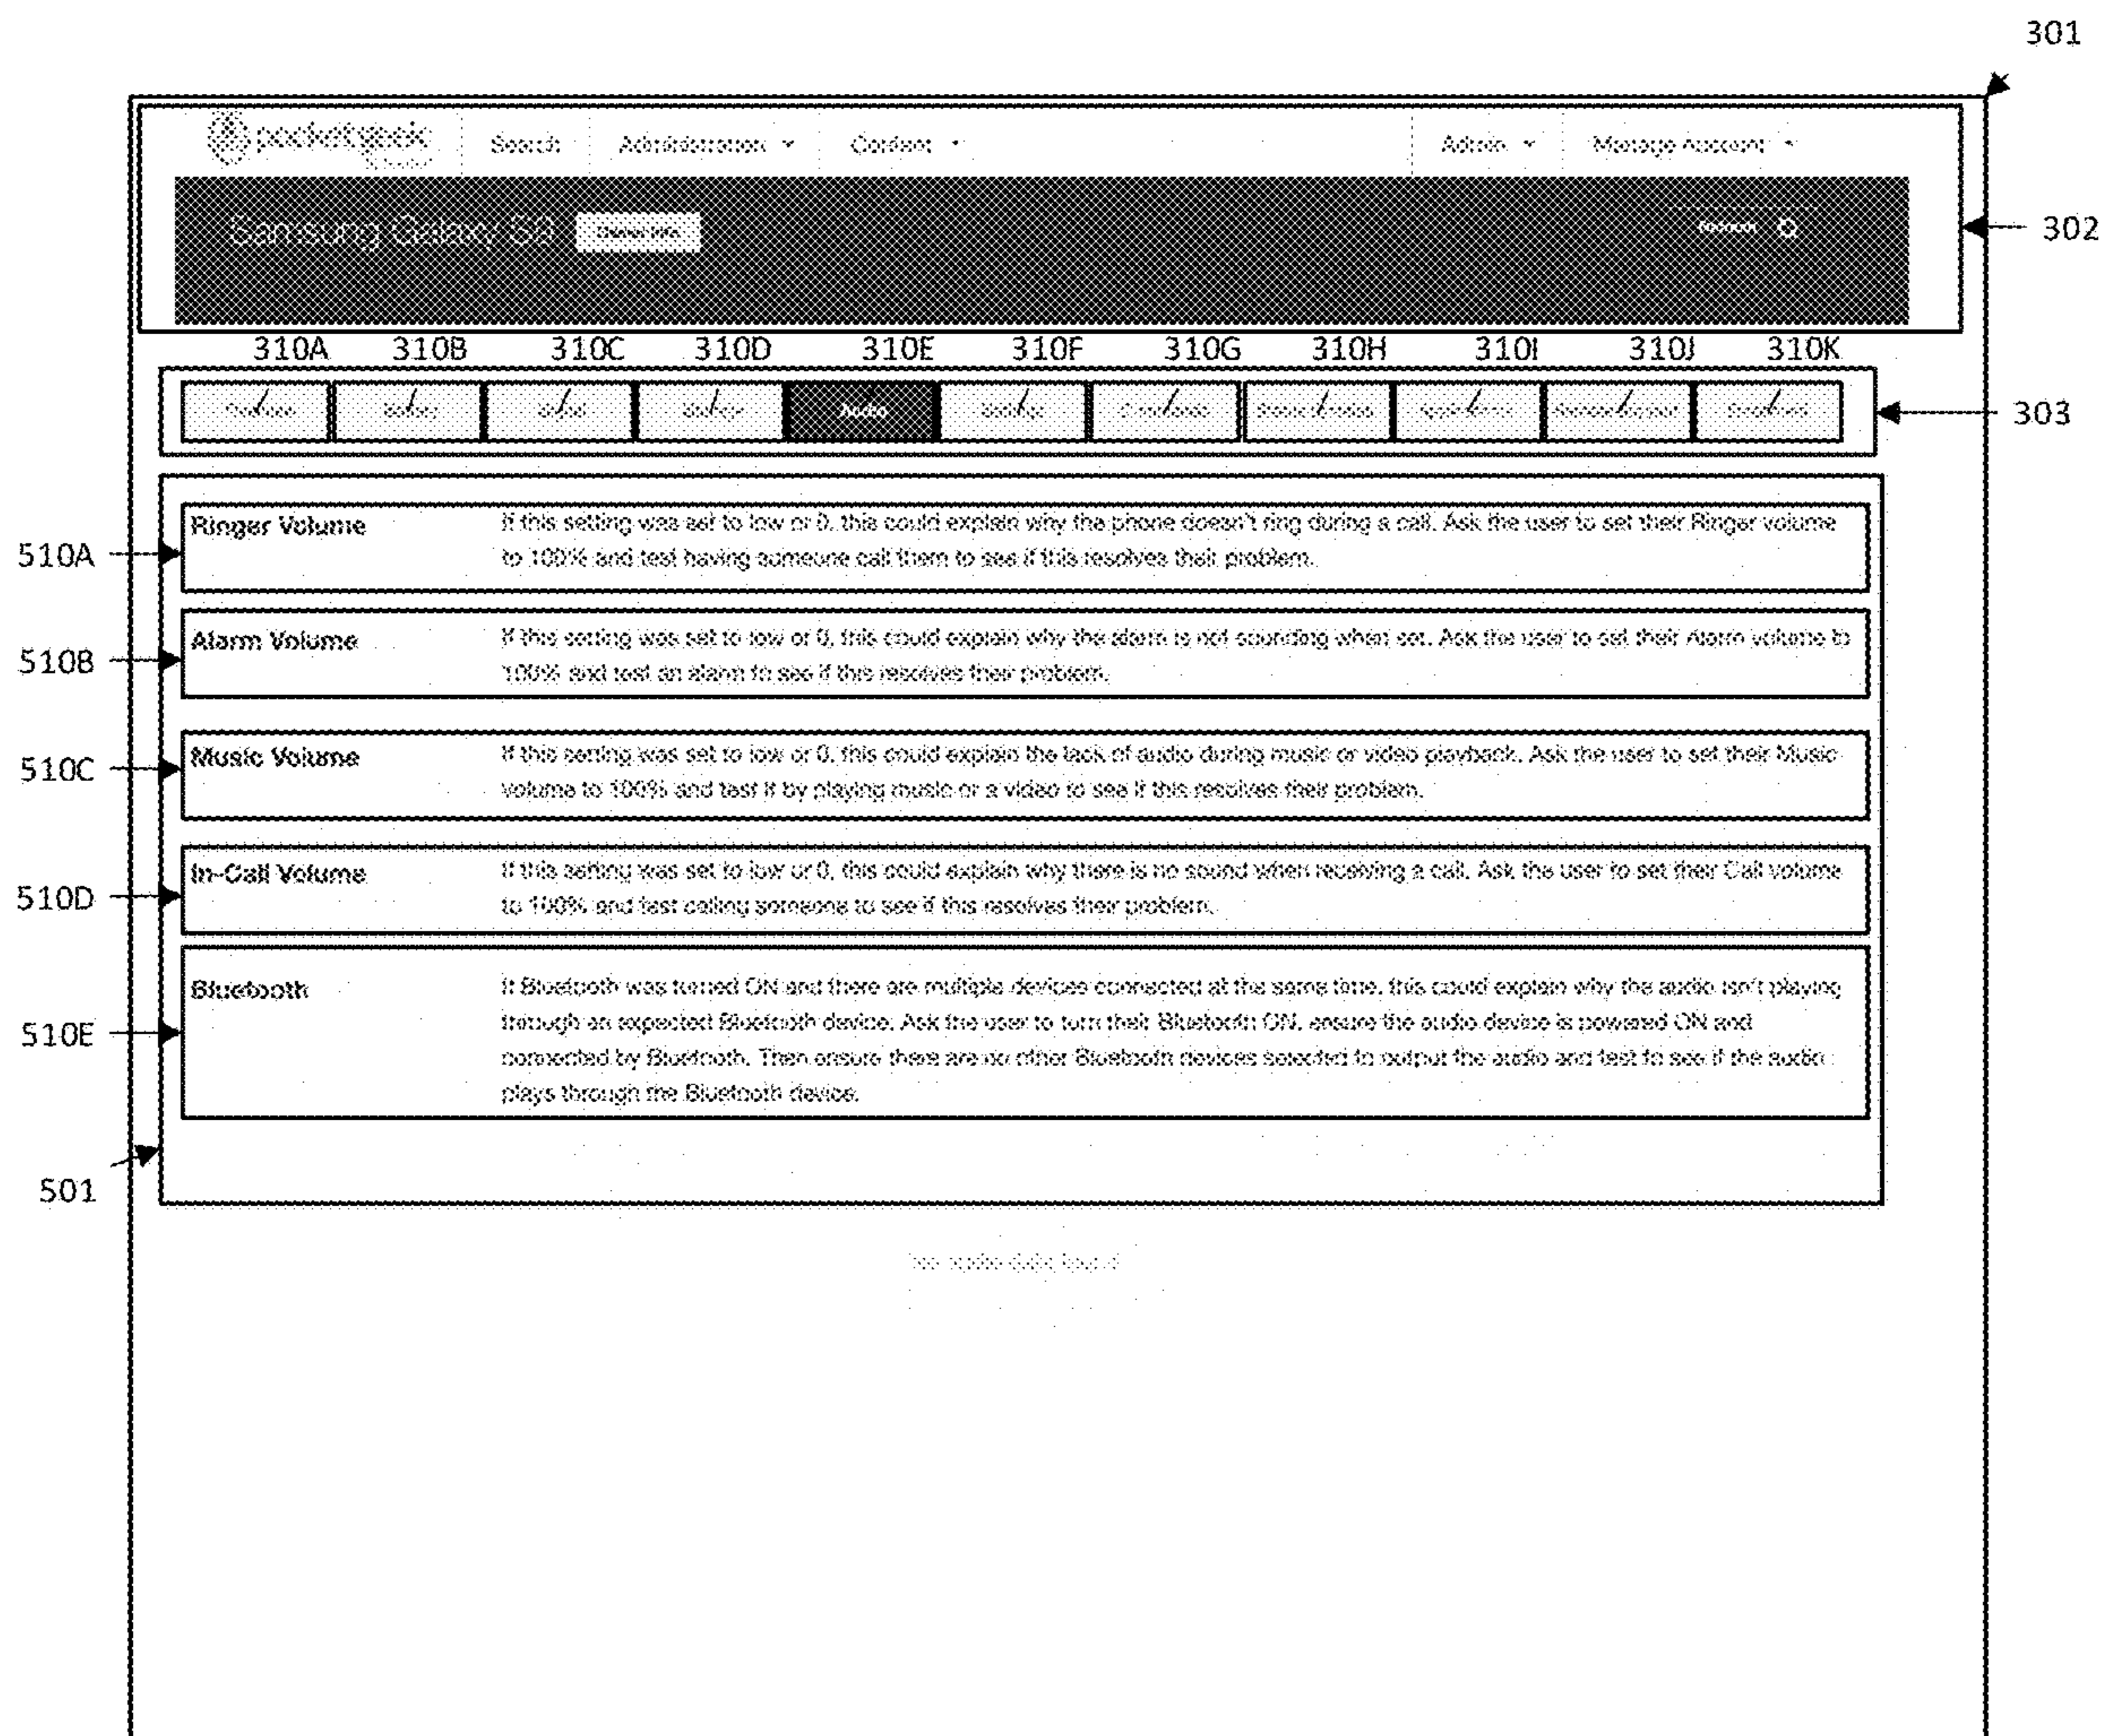 301
pocketgeek Search Administration Content Admin Manage Account
Samsung Galaxy S9 Device Info Refresh
302
310A 310B 310C 310D 310E 310F 310G 310H 310I 310J 310K
Battery Audio
303
Ringer Volume If this setting was set to low or 0, this could explain why the phone doesn't ring during a call. Ask the user to set their Ringer volume
to 100% and test having someone call them to see if this resolves their problem.
510A
Alarm Volume If this setting was set to low or 0, this could explain why the alarm is not sounding when set. Ask the user to set their Alarm volume to
100% and test an alarm to see if this resolves their problem.
510B
Music Volume If this setting was set to low or 0, this could explain the lack of audio during music or video playback. Ask the user to set their Music
volume to 100% and test it by playing music or a video to see if this resolves their problem.
510C
In-Call Volume If this setting was set to low or 0, this could explain why there is no sound when receiving a call. Ask the user to set their Call volume
to 100% and test calling someone to see if this resolves their problem.
510D
Bluetooth If Bluetooth was turned ON and there are multiple devices connected at the same time, this could explain why the audio isn't playing
through an expected Bluetooth device. Ask the user to turn their Bluetooth ON, ensure the audio device is powered ON and
connected by Bluetooth. Then ensure there are no other Bluetooth devices selected to output the audio and test to see if the audio
plays through the Bluetooth device.
510E
501